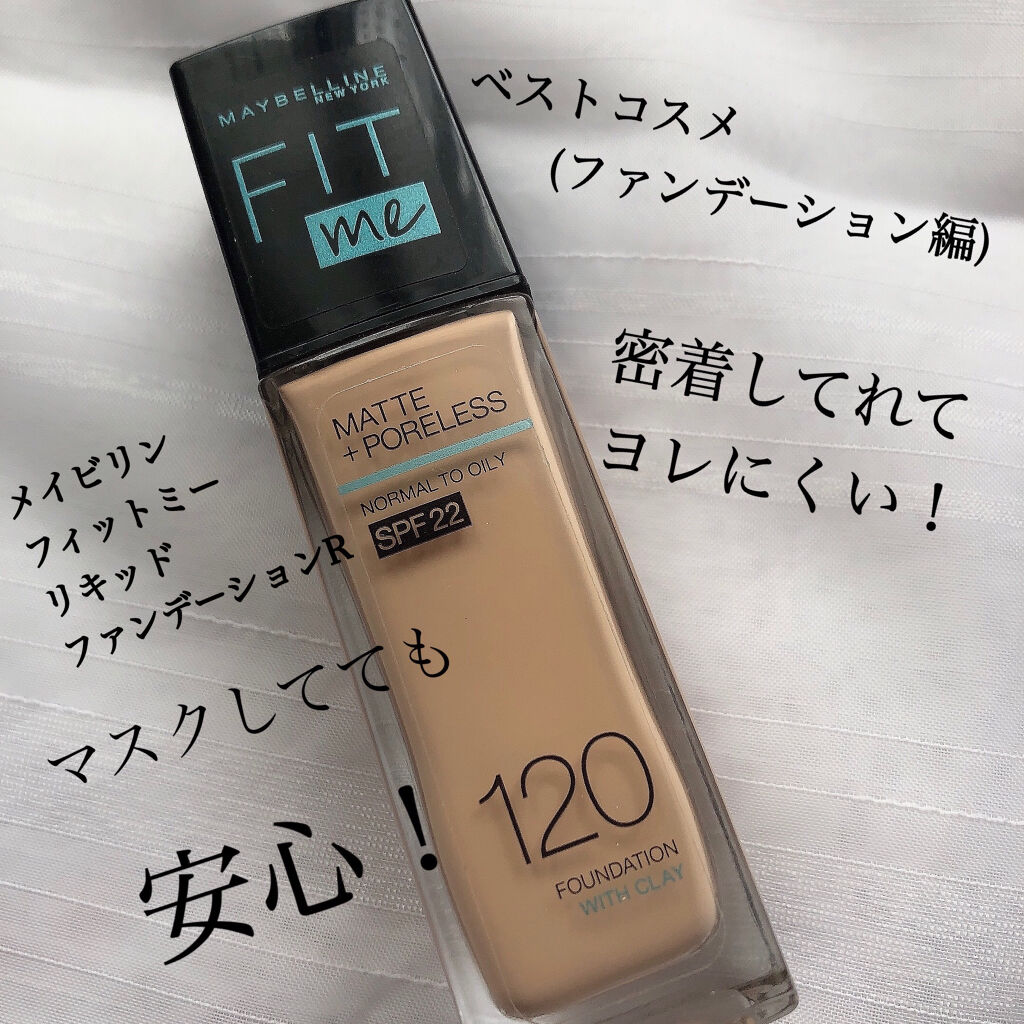 MAYBELLINE
NEW YORK
FIT
me
ベストコスメ
(ファンデーション編)
密着してれて
ヨレにくい!
MATTE
+ PORELESS
NORMAL TO OILY
SPF 22
メイビリン
フィットミー
リキッド
ファンデーションR
マスクしてても
安心!
120
FOUNDATION
WITH CLAY